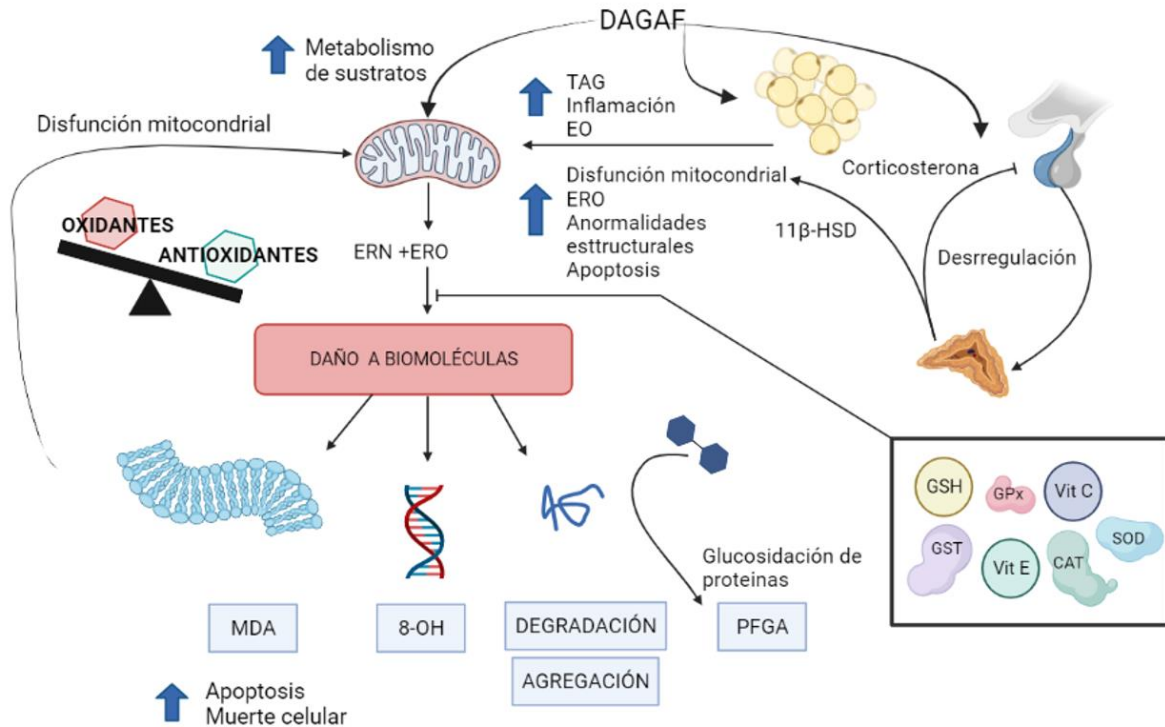 DAGAF
Metabolismo
de sustratos
TAG
Inflamación
EO
Disfunción mitocondrial
Corticosterona
Disfunción mitocondrial
ERO
Anormalidades
esttructurales
Apoptosis
11β-HSD
Desrregulación
OXIDANTES
ANTIOXIDANTES
ERN +ERO
DAÑO A BIOMOLÉCULAS
GSH
GPx
Vit C
GST
Vit E
CAT
SOD
Glucosidación de
proteinas
MDA
8-OH
DEGRADACIÓN
PFGA
AGREGACIÓN
Apoptosis
Muerte celular